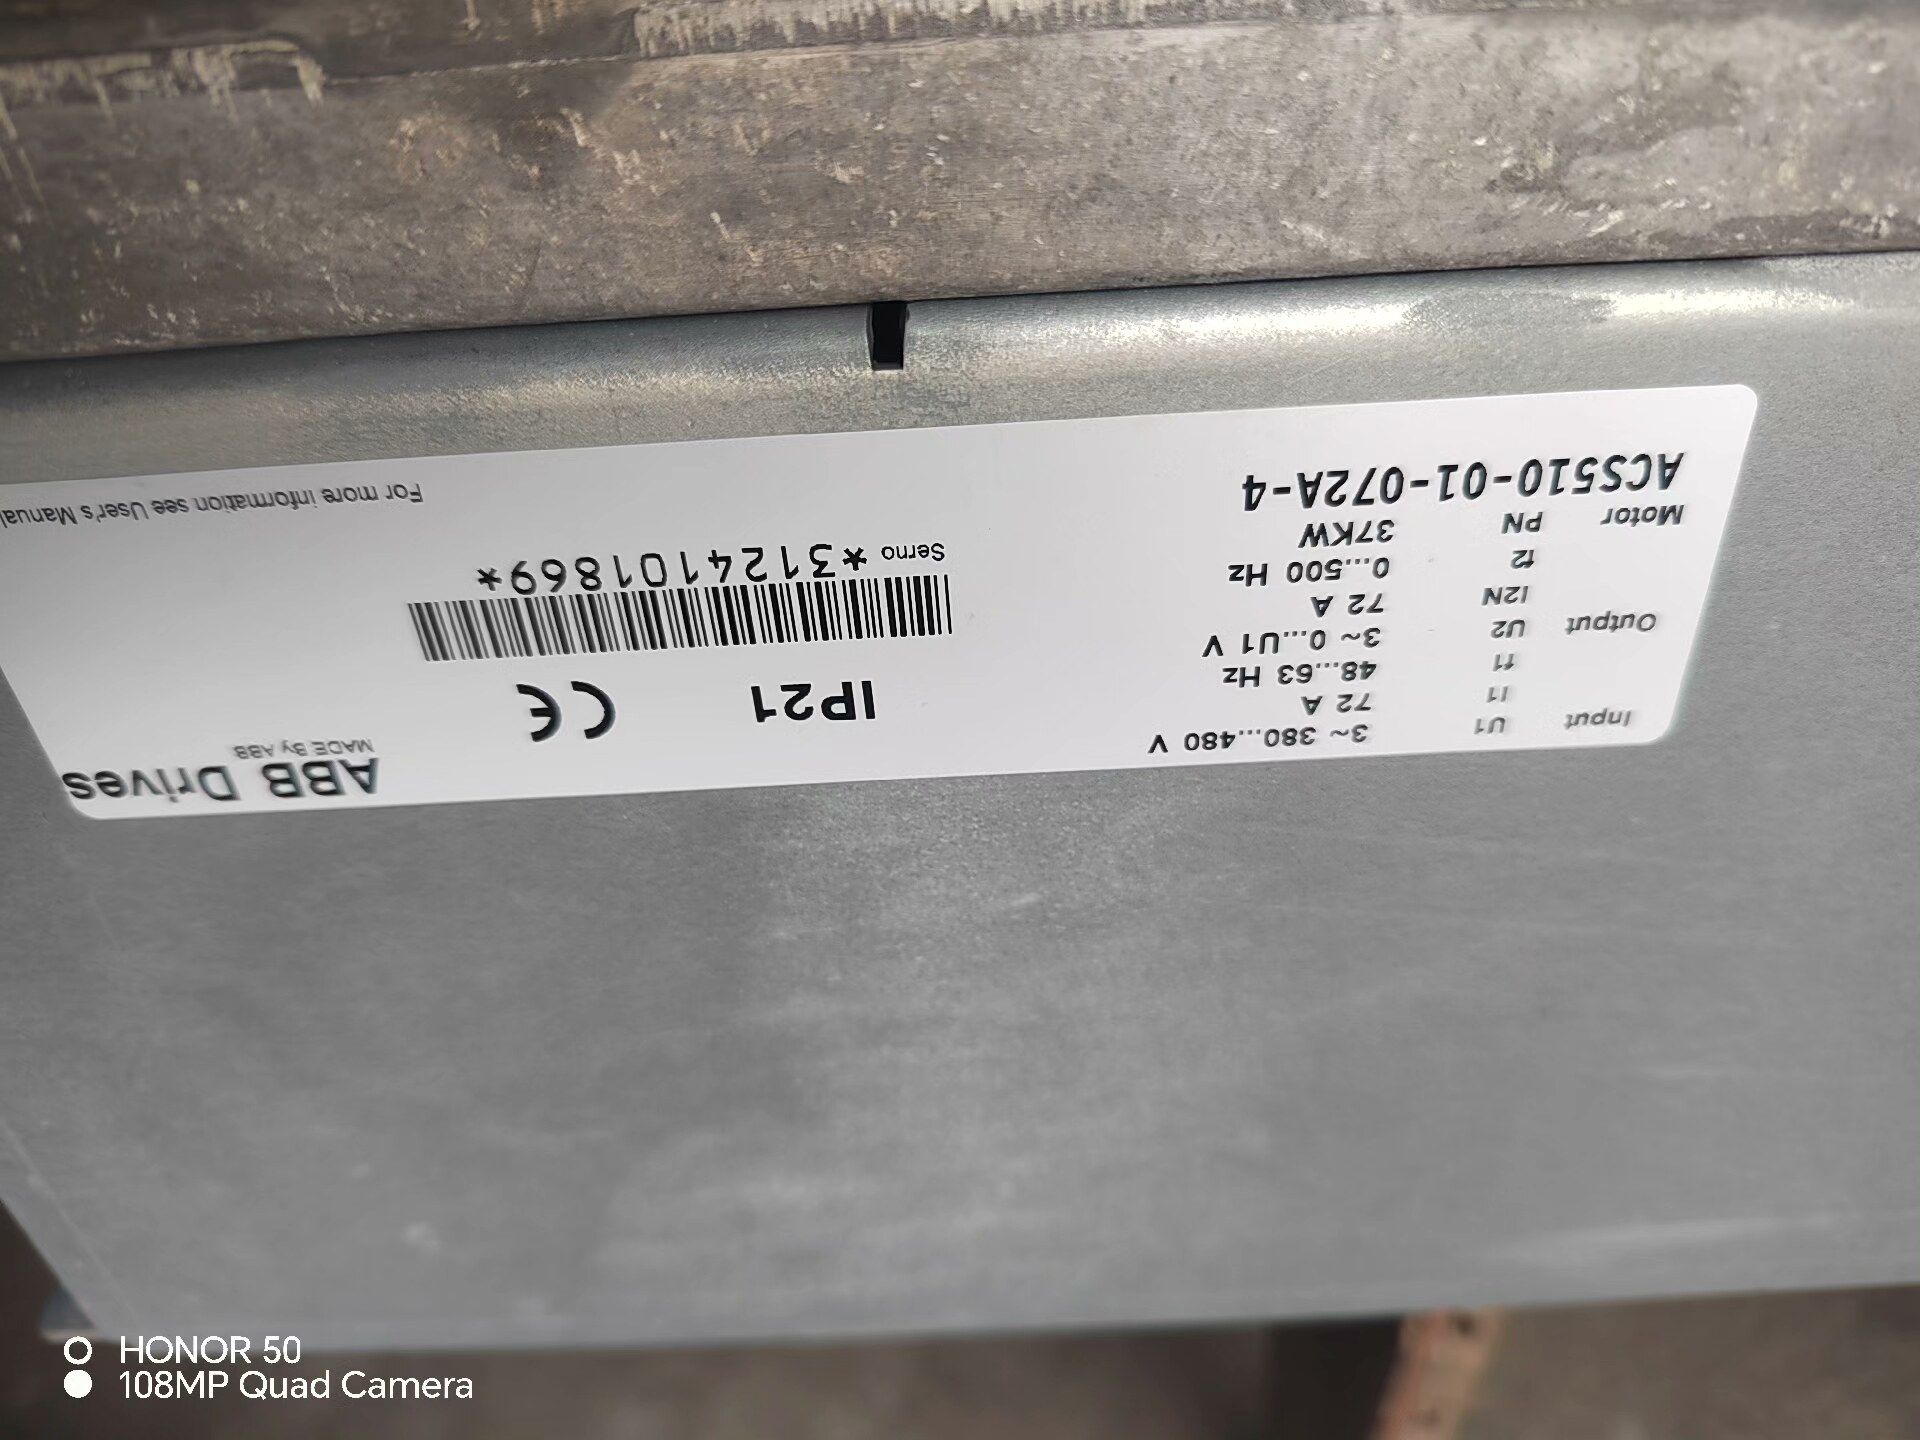 ABB Drives
MADE By ABB
Input U1 3~ 380...480 V
I1 72 A
f1 48...63 Hz
Output U2 3~ 0...U1 V
I2N 72 A
f2 0...500 Hz
Motor PN 37KW
ACS510-01-072A-4
IP21
CE
Serno *3124101869*
For more information see User's Manual
HONOR 50
108MP Quad Camera